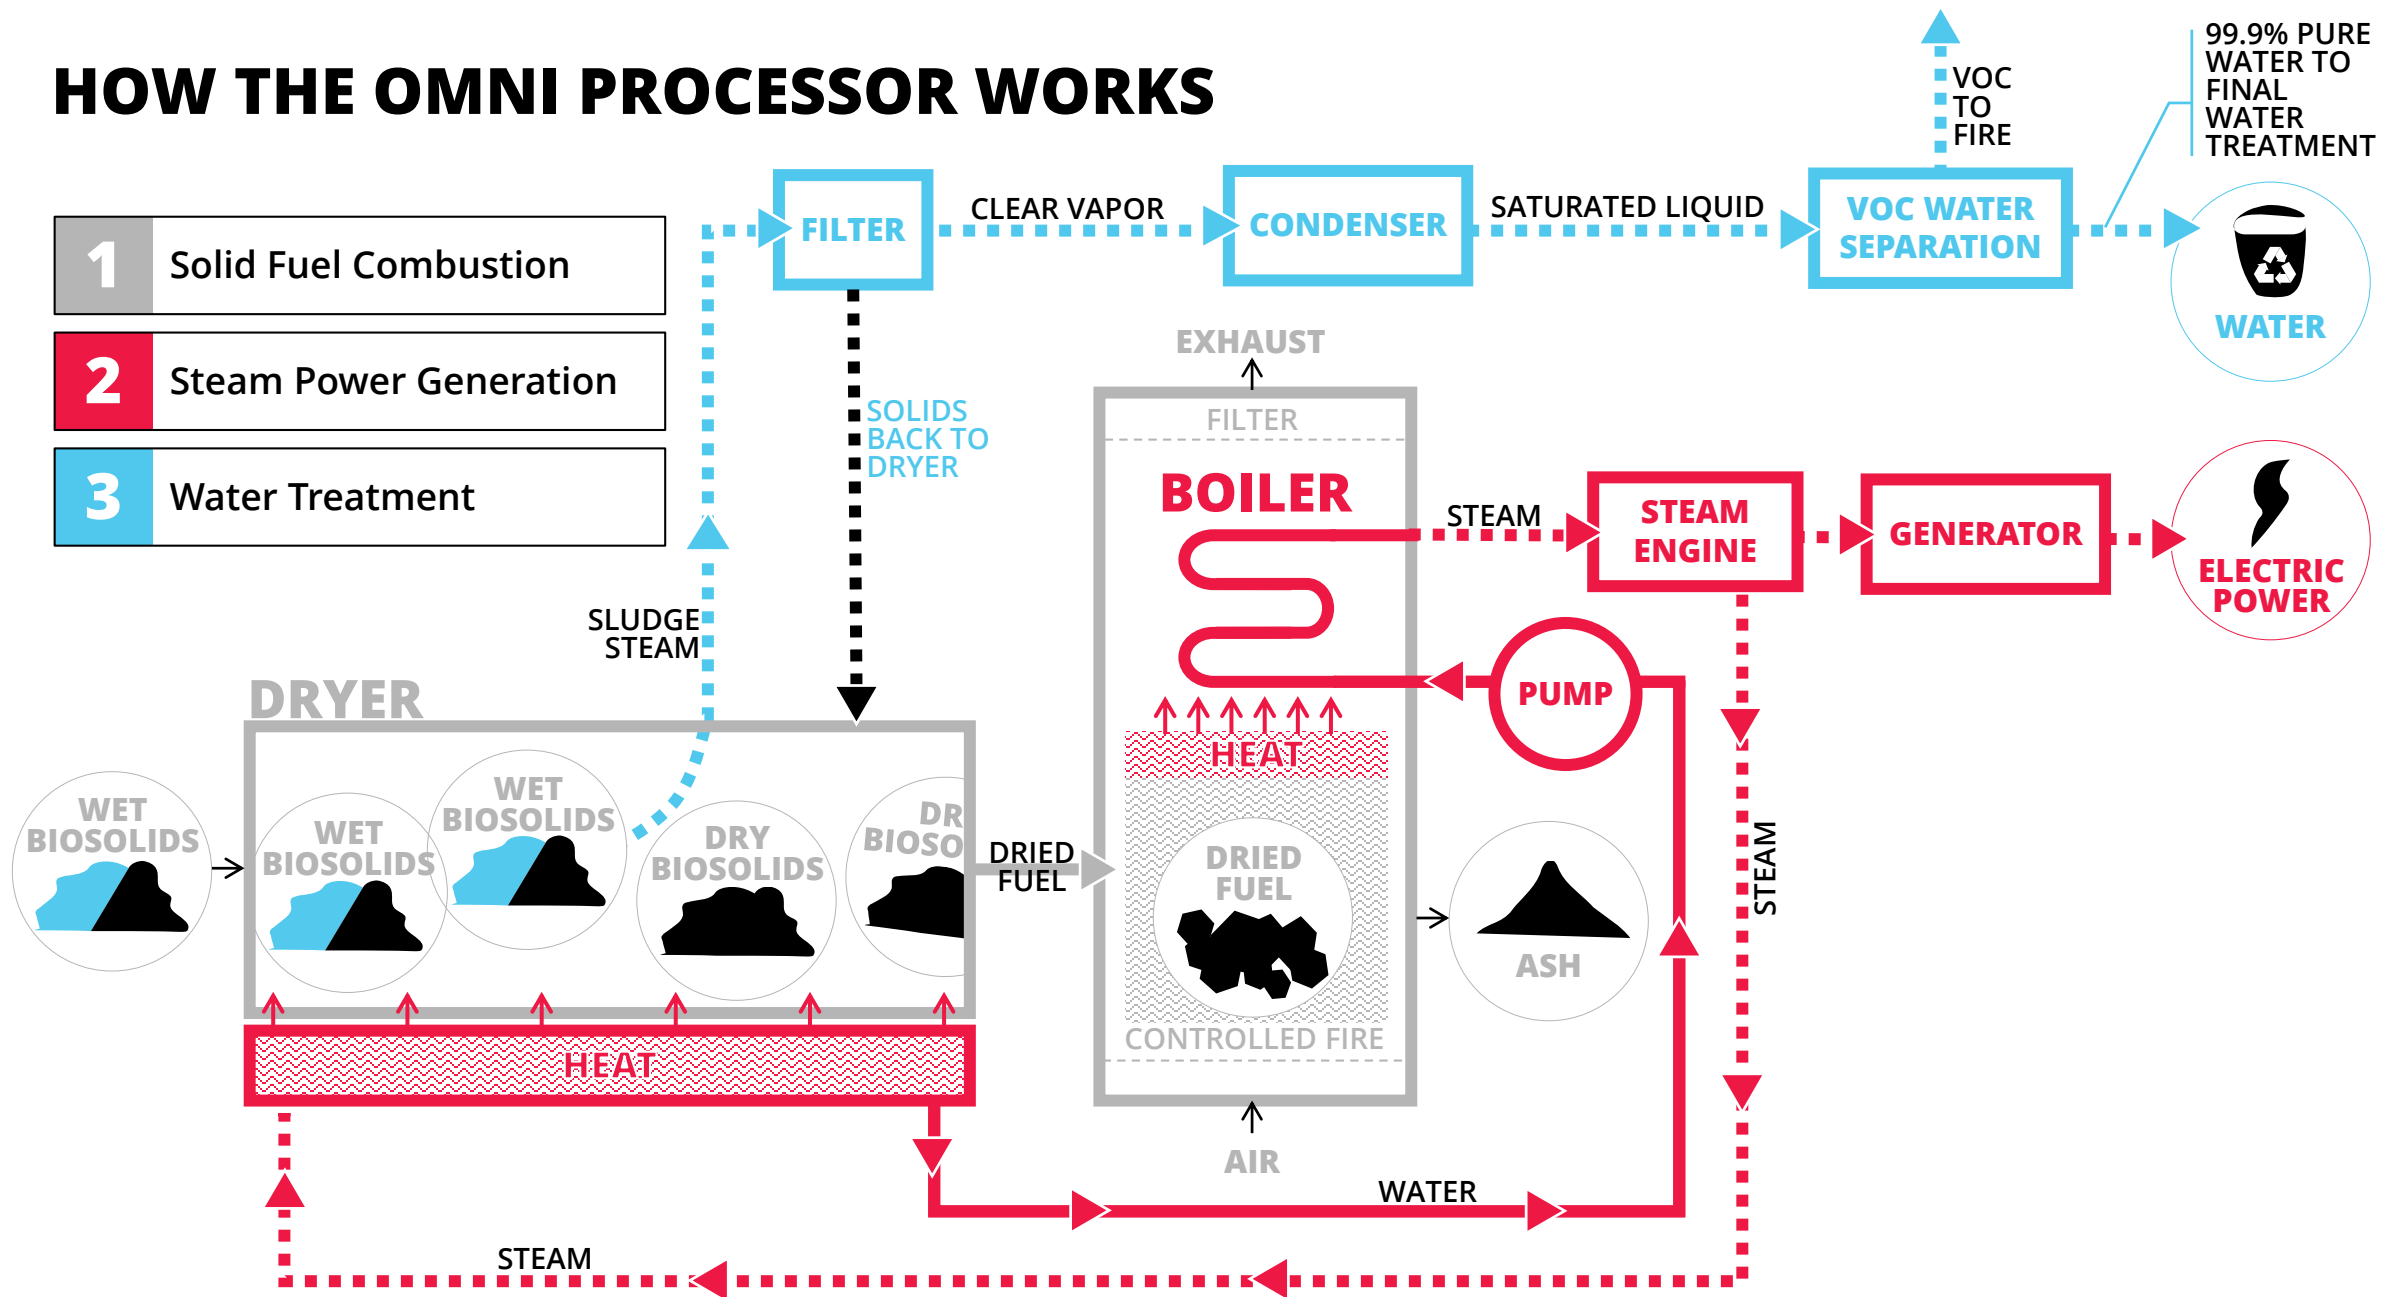 HOW THE OMNI PROCESSOR WORKS
1 Solid Fuel Combustion
2 Steam Power Generation
3 Water Treatment
FILTER
CLEAR VAPOR
CONDENSER
SATURATED LIQUID
VOC WATER
SEPARATION
VOC
TO
FIRE
99.9% PURE
WATER TO
FINAL
WATER
TREATMENT
WATER
SOLIDS
BACK TO
DRYER
SLUDGE
STEAM
EXHAUST
FILTER
BOILER
STEAM
STEAM
ENGINE
GENERATOR
ELECTRIC
POWER
PUMP
HEAT
DRYER
WET
BIOSOLIDS
WET
BIOSOLIDS
WET
BIOSOLIDS
DRY
BIOSOLIDS
DR
BIOSO
DRIED
FUEL
DRIED
FUEL
CONTROLLED FIRE
ASH
STEAM
HEAT
AIR
WATER
STEAM